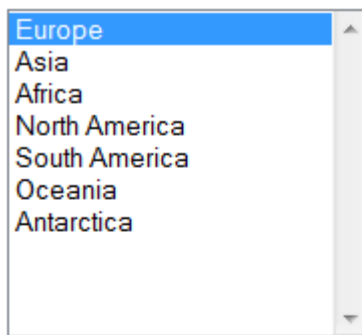 Europe
Asia
Africa
North America
South America
Oceania
Antarctica